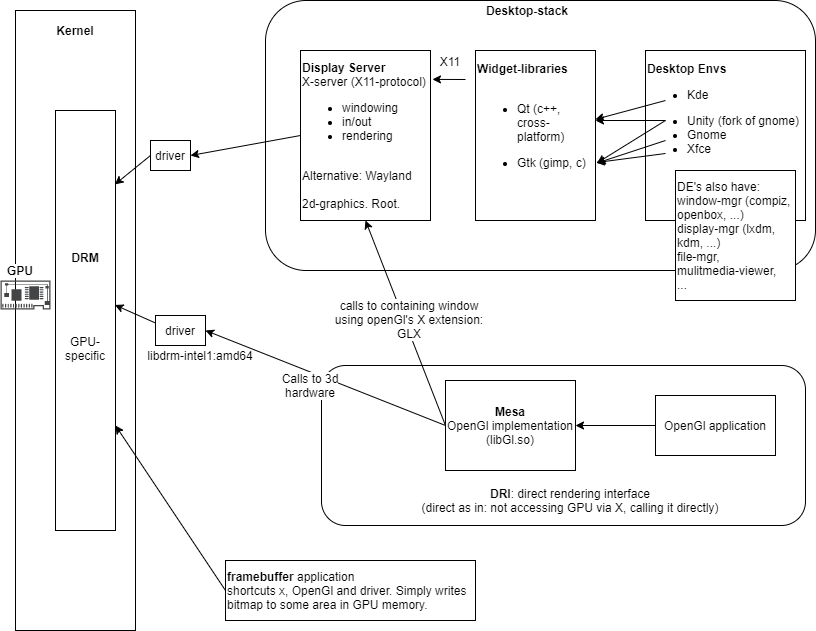 Kernel
GPU
DRM
GPU-
specific
driver
driver
libdrm-intel1:amd64
Desktop-stack
Display Server
X-server (X11-protocol)
• windowing
• in/out
• rendering
Alternative: Wayland
2d-graphics. Root.
X11
Widget-libraries
• Qt (c++,
cross-
platform)
• Gtk (gimp, c)
Desktop Envs
• Kde
• Unity (fork of gnome)
• Gnome
• Xfce
DE's also have:
window-mgr (compiz,
openbox, ...)
display-mgr (lxdm,
kdm, ...)
file-mgr,
mulitmedia-viewer,
...
calls to containing window
using openGl's X extension:
GLX
Calls to 3d
hardware
Mesa
OpenGl implementation
(libGl.so)
OpenGl application
DRI: direct rendering interface
(direct as in: not accessing GPU via X, calling it directly)
framebuffer application
shortcuts x, OpenGl and driver. Simply writes
bitmap to some area in GPU memory.